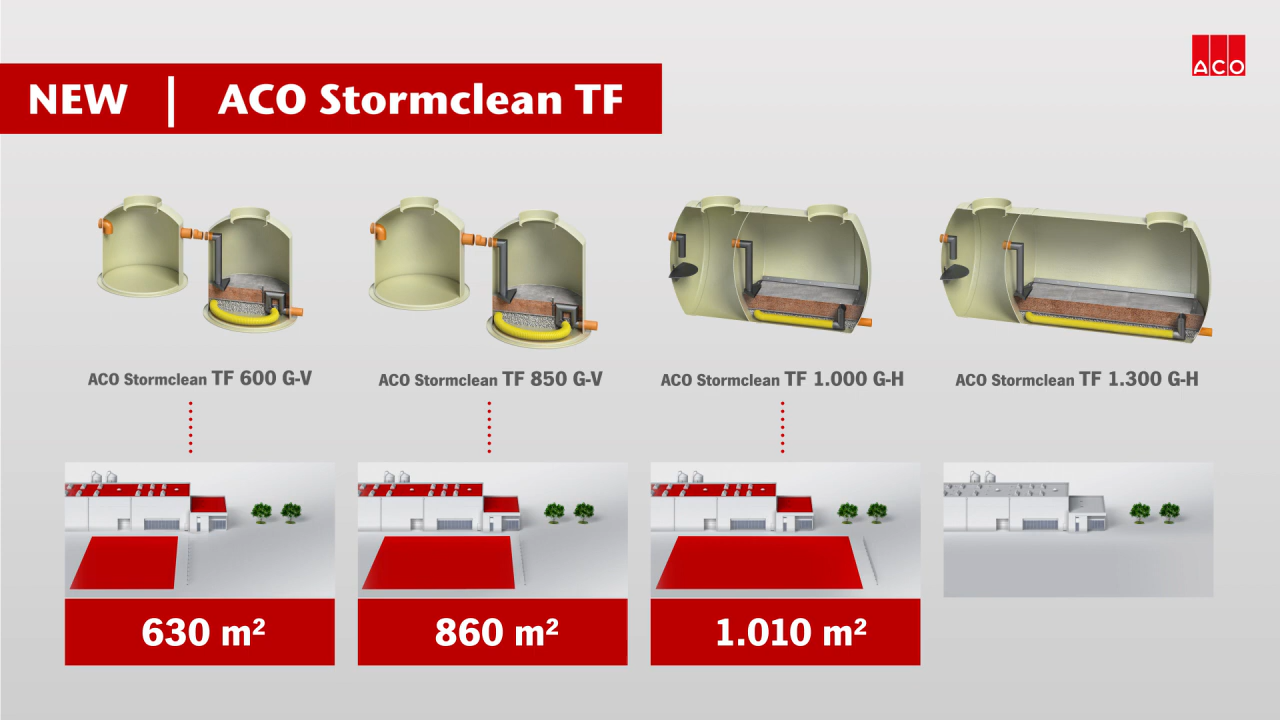 ACO
NEW | ACO Stormclean TF
ACO Stormclean TF 600 G-V
ACO Stormclean TF 850 G-V
ACO Stormclean TF 1.000 G-H
ACO Stormclean TF 1.300 G-H
630 m²
860 m²
1.010 m²